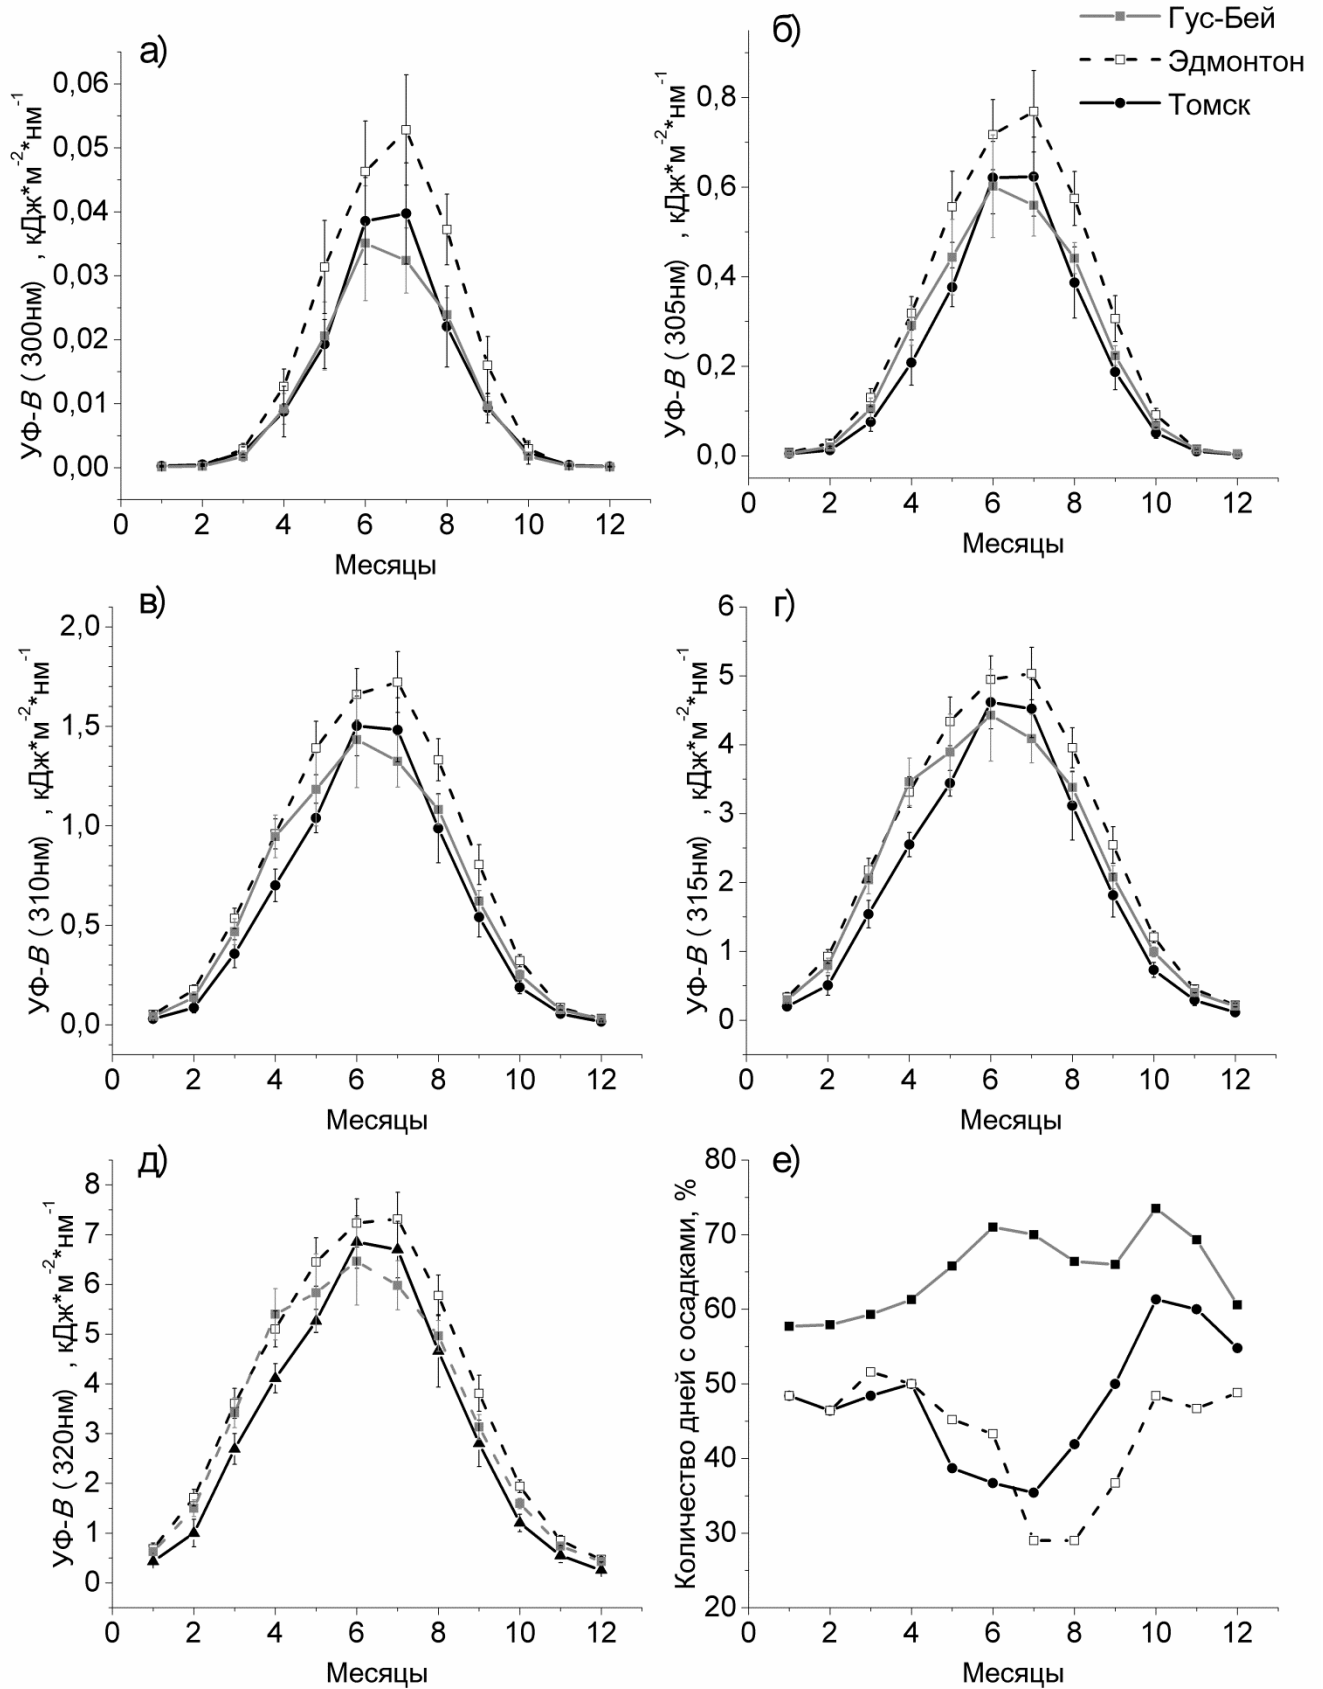 а)
УФ-В (300нм), кДж*м⁻²*нм⁻¹
0,06
0,05
0,04
0,03
0,02
0,01
0,00
0 2 4 6 8 10 12
Месяцы
б)
Гус-Бей
Эдмонтон
Томск
УФ-В (305нм), кДж*м⁻²*нм⁻¹
0,8
0,6
0,4
0,2
0,0
0 2 4 6 8 10 12
Месяцы
в)
УФ-В (310нм), кДж*м⁻²*нм⁻¹
2,0
1,5
1,0
0,5
0,0
0 2 4 6 8 10 12
Месяцы
г)
УФ-В (315нм), кДж*м⁻²*нм⁻¹
6
5
4
3
2
1
0
0 2 4 6 8 10 12
Месяцы
д)
УФ-В (320нм), кДж*м⁻²*нм⁻¹
8
7
6
5
4
3
2
1
0
0 2 4 6 8 10 12
Месяцы
е)
Количество дней с осадками, %
80
70
60
50
40
30
20
0 2 4 6 8 10 12
Месяцы